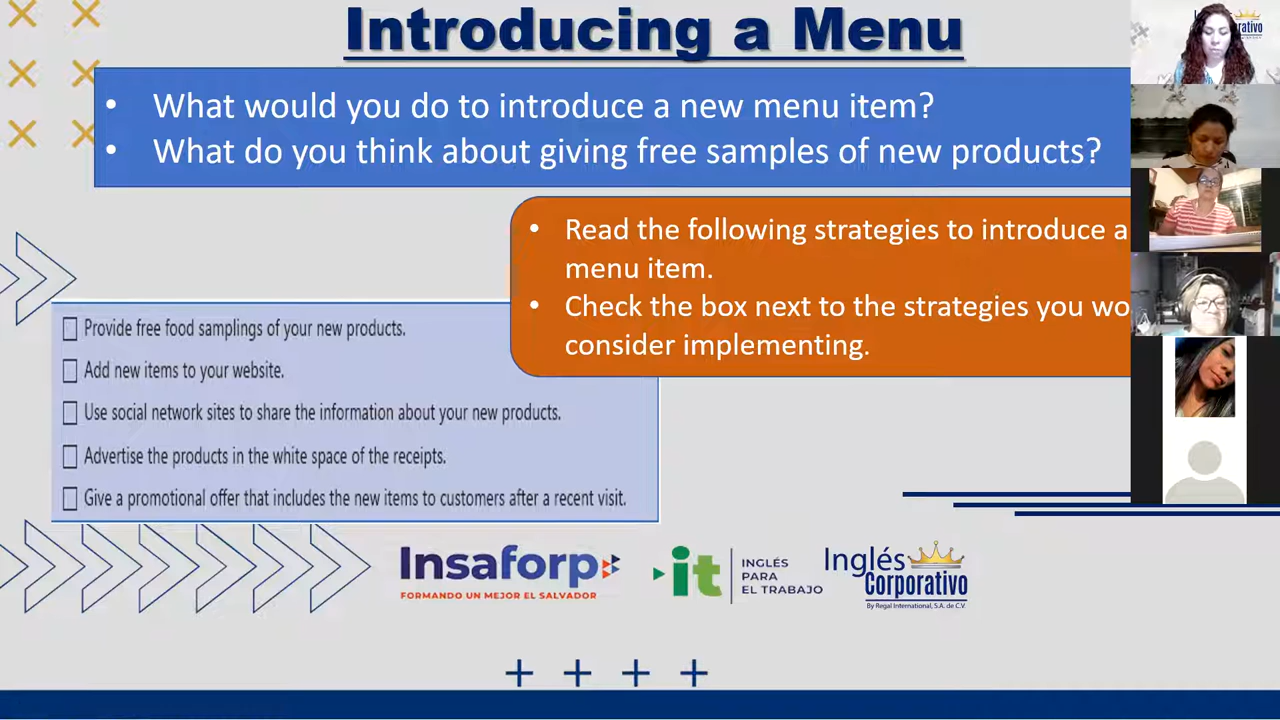 Introducing a Menu
• What would you do to introduce a new menu item?
• What do you think about giving free samples of new products?
• Read the following strategies to introduce a
menu item.
• Check the box next to the strategies you wo
consider implementing.
Provide free food samplings of your new products.
Add new items to your website.
Use social network sites to share the information about your new products.
Advertise the products in the white space of the receipts.
Give a promotional offer that includes the new items to customers after a recent visit.
Insaforp
FORMANDO UN MEJOR EL SALVADOR
it
INGLÉS
PARA
EL TRABAJO
Inglés
Corporativo
By Regal International, S.A. de C.V.